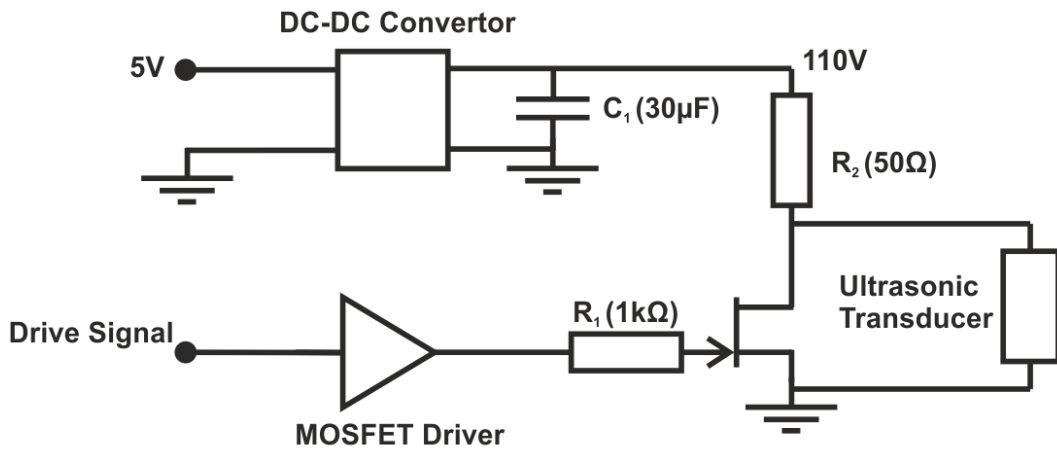 DC-DC Convertor
5V
110V
C₁ (30µF)
R₂ (50Ω)
Ultrasonic
Transducer
R₁ (1kΩ)
Drive Signal
MOSFET Driver